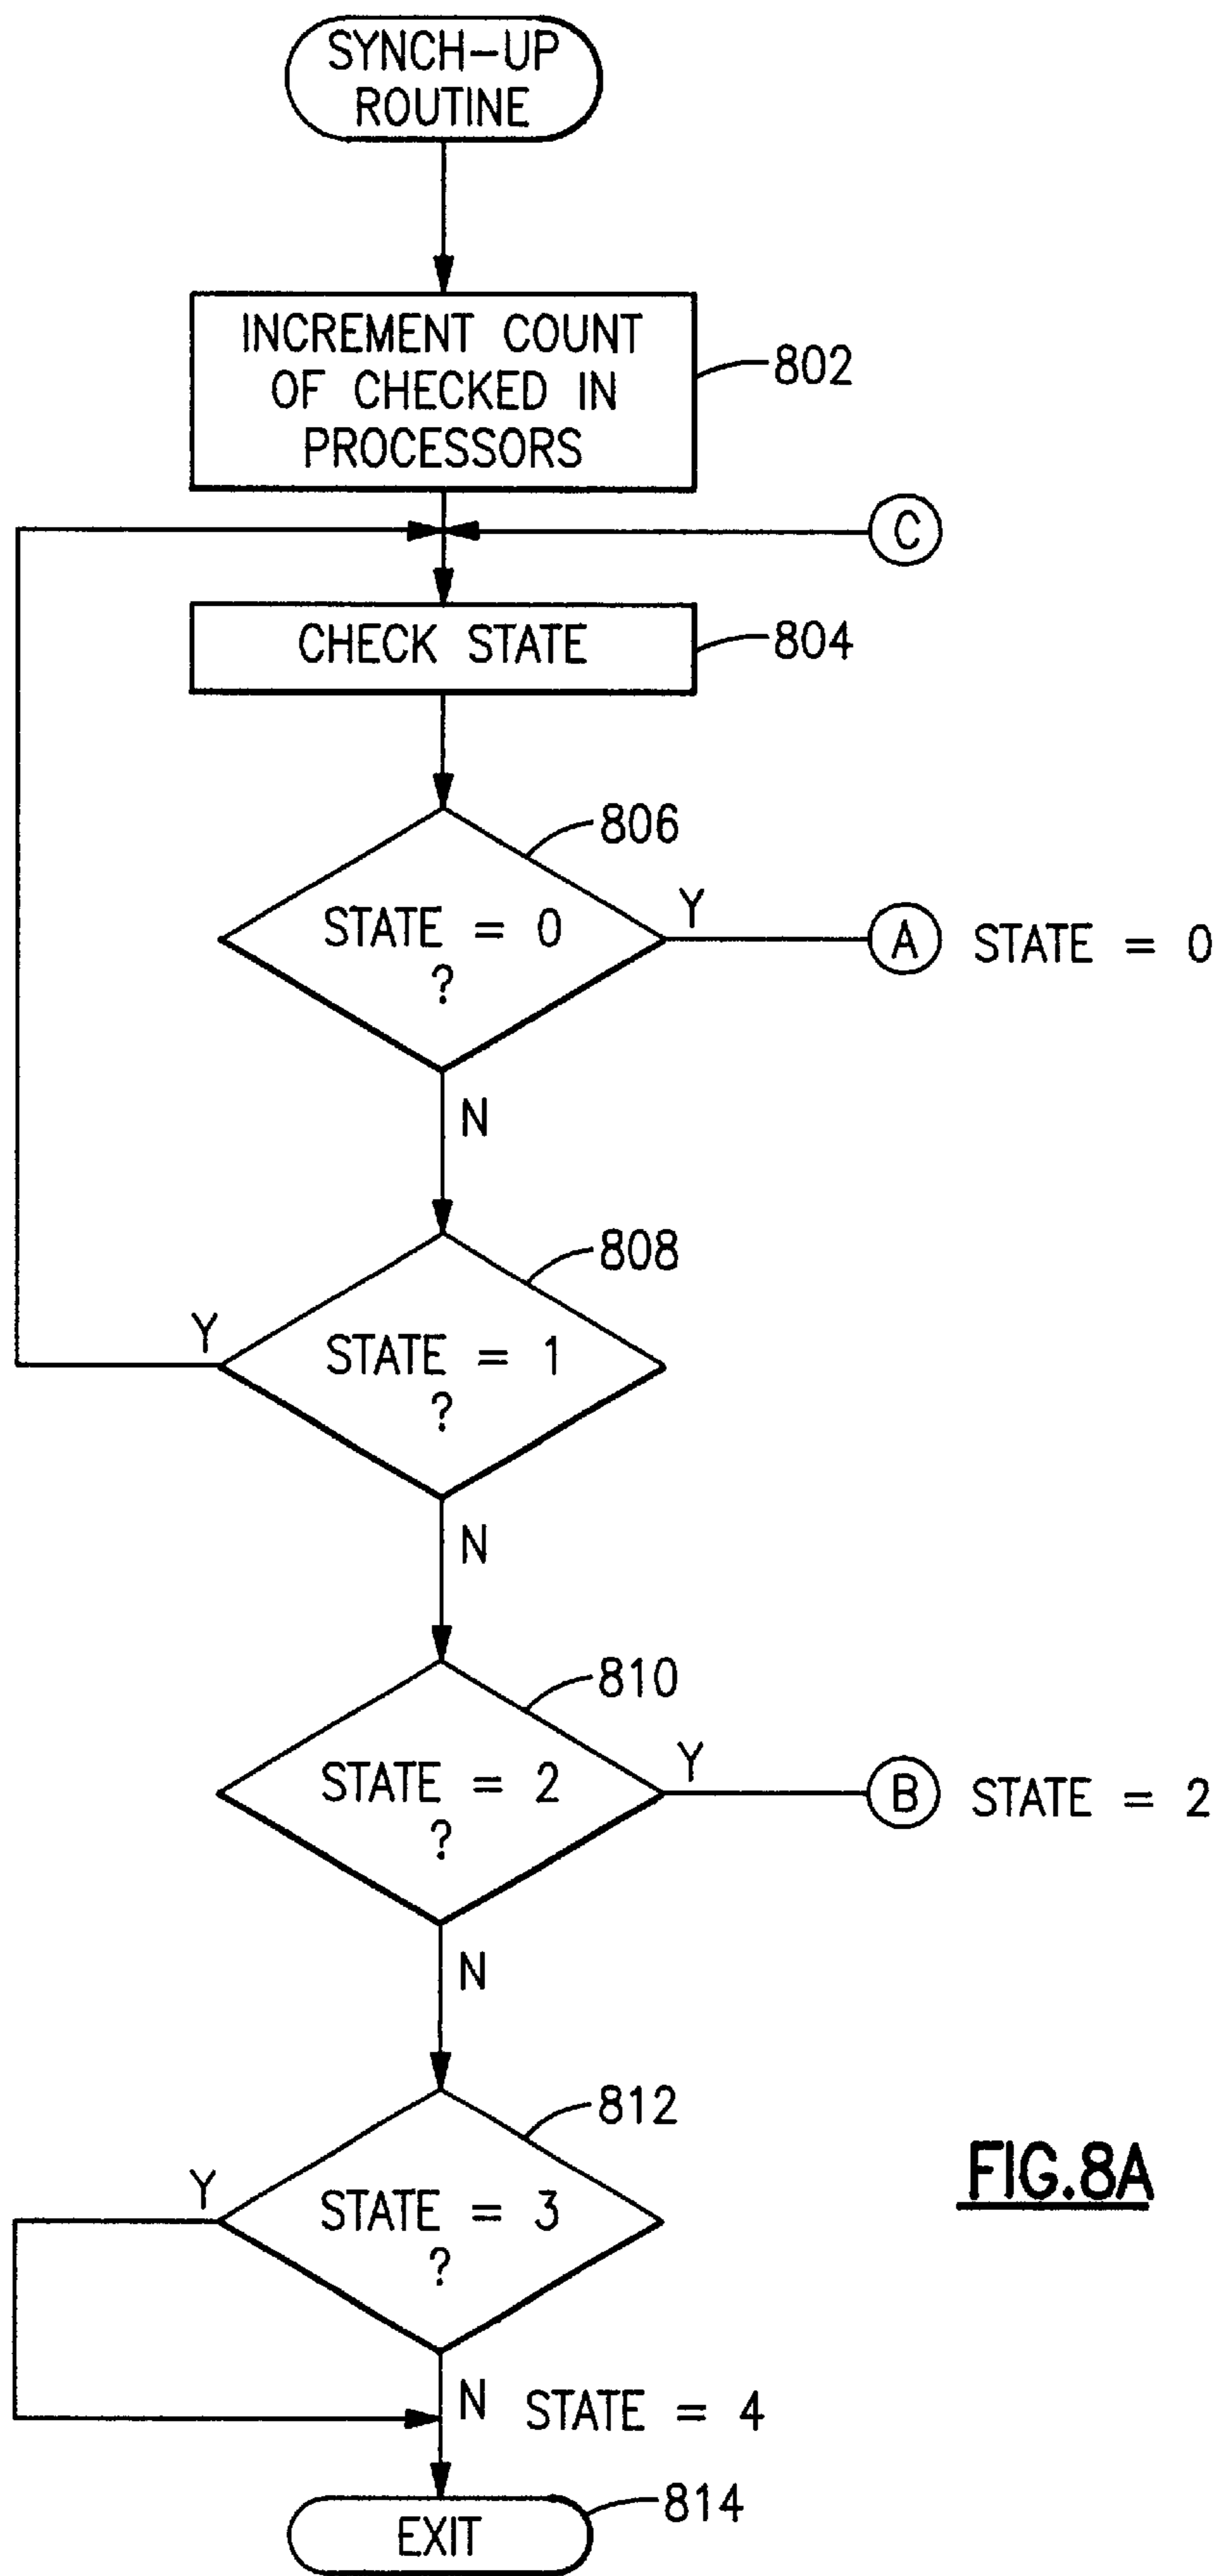 SYNCH-UP
ROUTINE
INCREMENT COUNT
OF CHECKED IN
PROCESSORS
802
C
CHECK STATE
804
806
STATE = 0
?
Y
A
STATE = 0
N
808
Y
STATE = 1
?
N
810
STATE = 2
?
Y
B
STATE = 2
N
812
Y
STATE = 3
?
FIG.8A
N
STATE = 4
EXIT
814